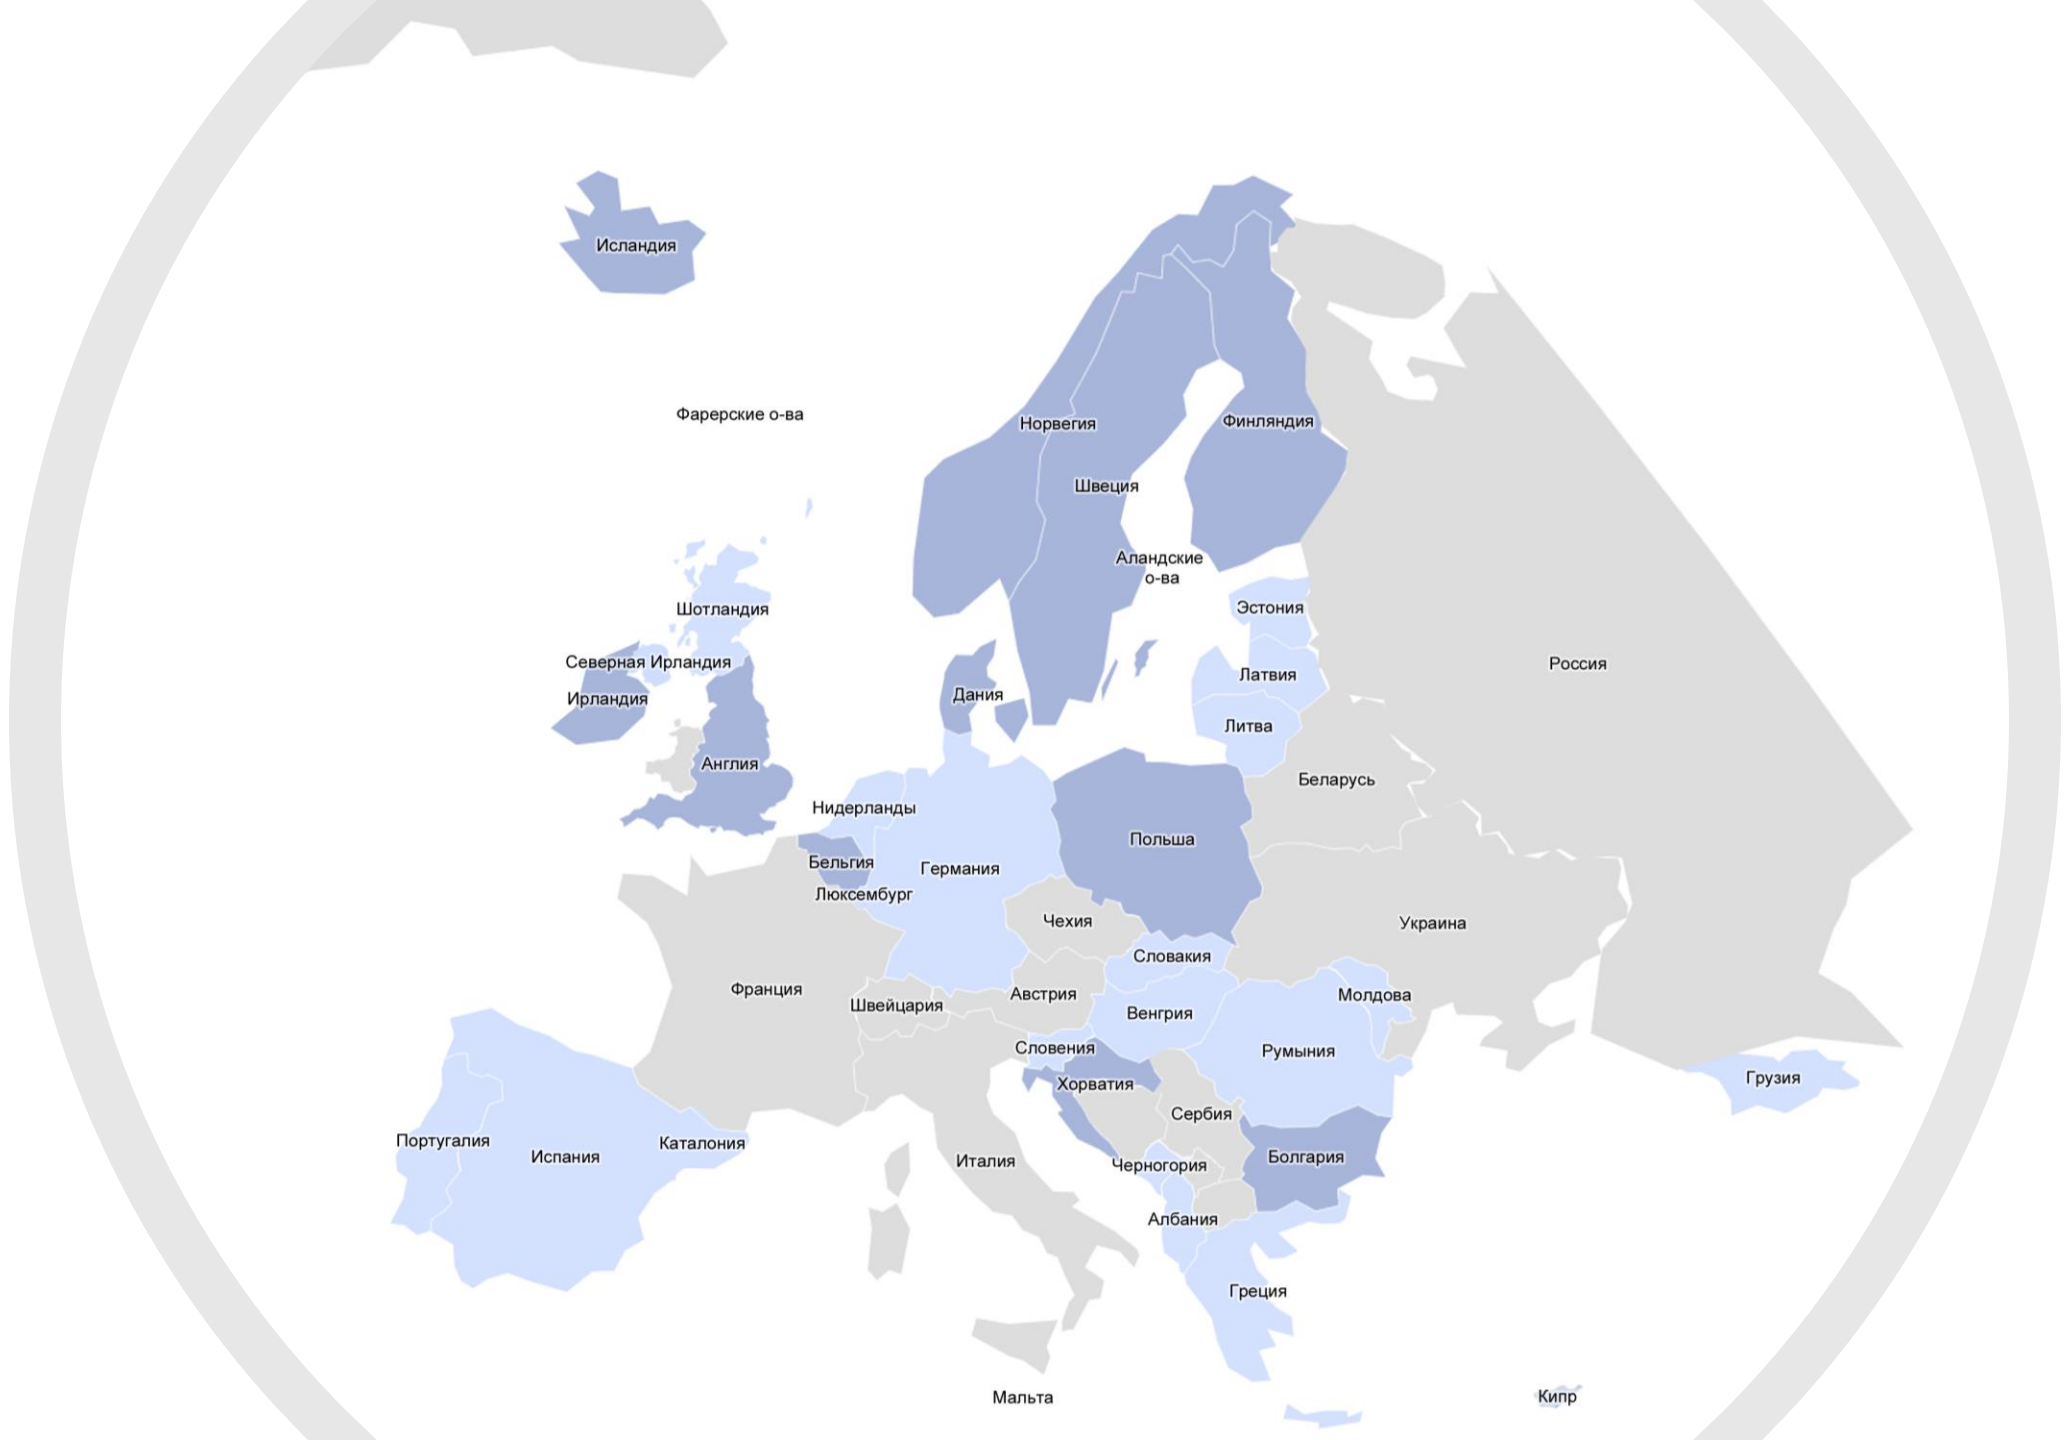 Исландия
Фарерские о-ва
Норвегия
Финляндия
Швеция
Аландские
о-ва
Шотландия
Эстония
Северная Ирландия
Россия
Латвия
Ирландия
Дания
Литва
Англия
Беларусь
Нидерланды
Польша
Бельгия
Германия
Люксембург
Чехия
Украина
Словакия
Франция
Австрия
Молдова
Швейцария
Венгрия
Словения
Румыния
Грузия
Хорватия
Сербия
Португалия
Каталония
Испания
Италия
Болгария
Черногория
Албания
Греция
Мальта
Кипр